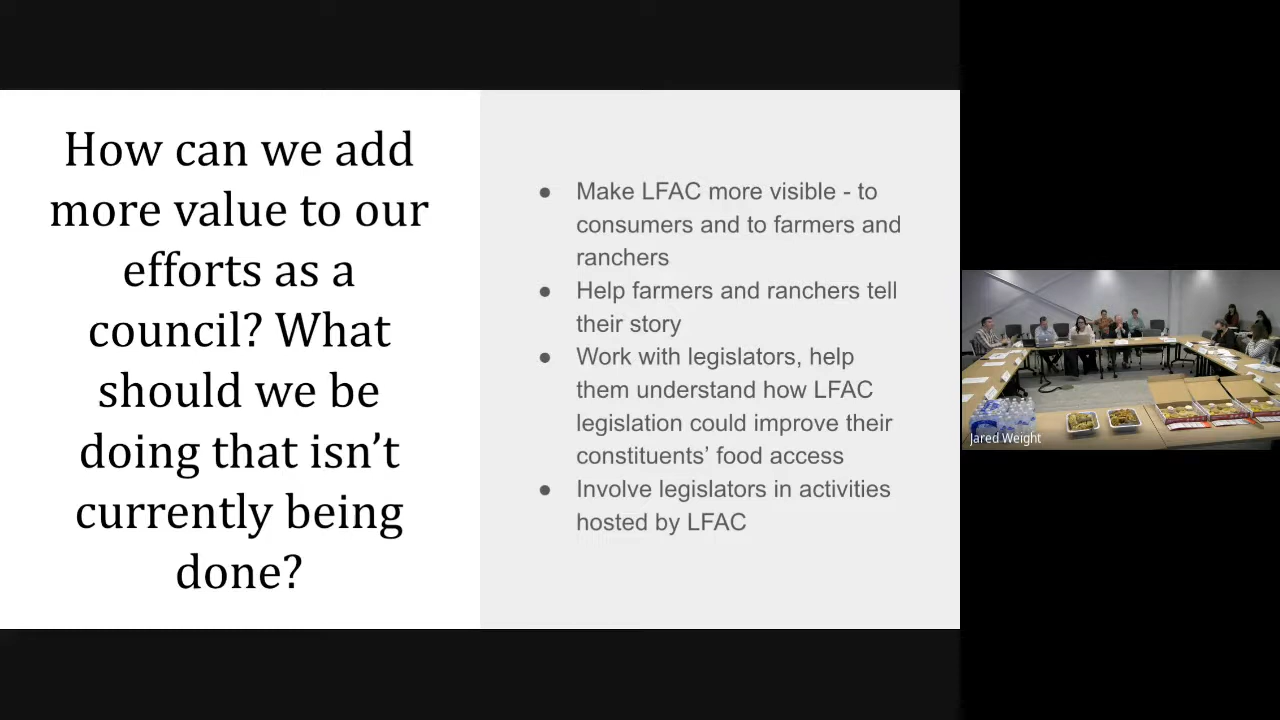 How can we add
more value to our
efforts as a
council? What
should we be
doing that isn’t
currently being
done?
● Make LFAC more visible - to
consumers and to farmers and
ranchers
● Help farmers and ranchers tell
their story
● Work with legislators, help
them understand how LFAC
legislation could improve their
constituents’ food access
● Involve legislators in activities
hosted by LFAC
Jared Weight